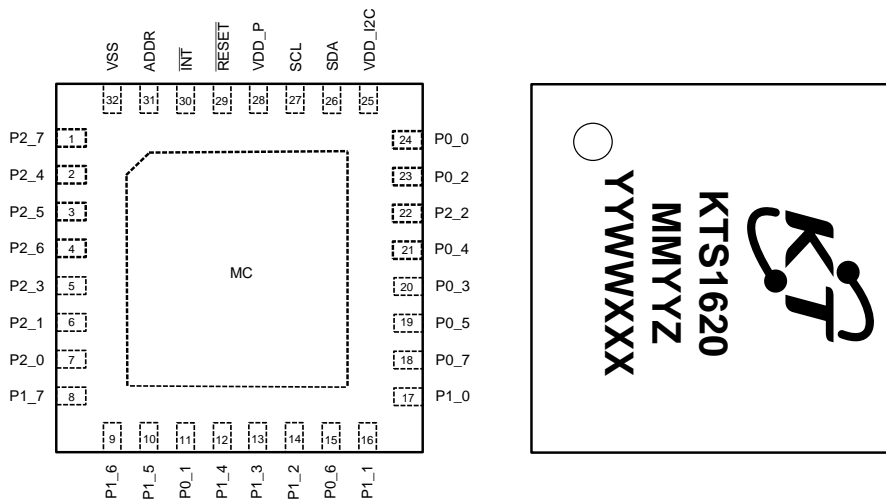 VSS
ADDR
INT
RESET
VDD_P
SCL
SDA
VDD_I2C
32
31
30
29
28
27
26
25
P2_7 1
P2_4 2
P2_5 3
P2_6 4
P2_3 5
P2_1 6
P2_0 7
P1_7 8
MC
24 P0_0
23 P0_2
22 P2_2
21 P0_4
20 P0_3
19 P0_5
18 P0_7
17 P1_0
9
10
11
12
13
14
15
16
P1_6
P1_5
P0_1
P1_4
P1_3
P1_2
P0_6
P1_1
KT
KTS1620
MMYYZ
YYWWXXX